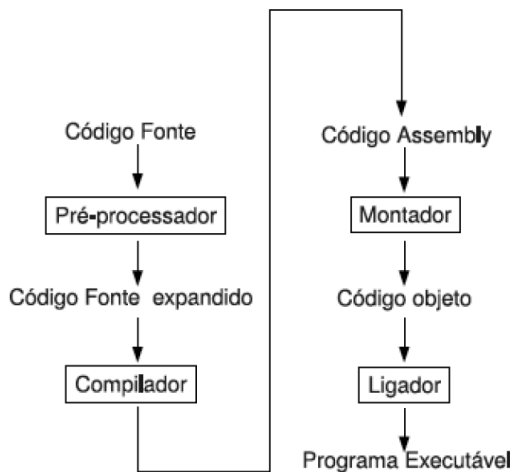 Código Fonte
Pré-processador
Código Fonte expandido
Compilador
Código Assembly
Montador
Código objeto
Ligador
Programa Executável